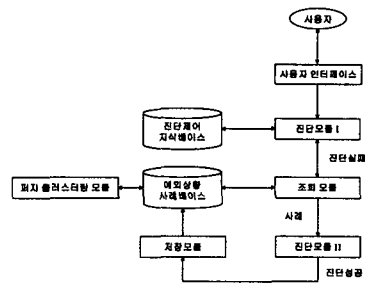 사용자
사용자 인터페이스
진단제어
지식베이스
진단모듈 I
진단실패
퍼지 클러스터링 모듈
예외상황
사례베이스
조회 모듈
사례
저장모듈
진단모듈 II
진단성공